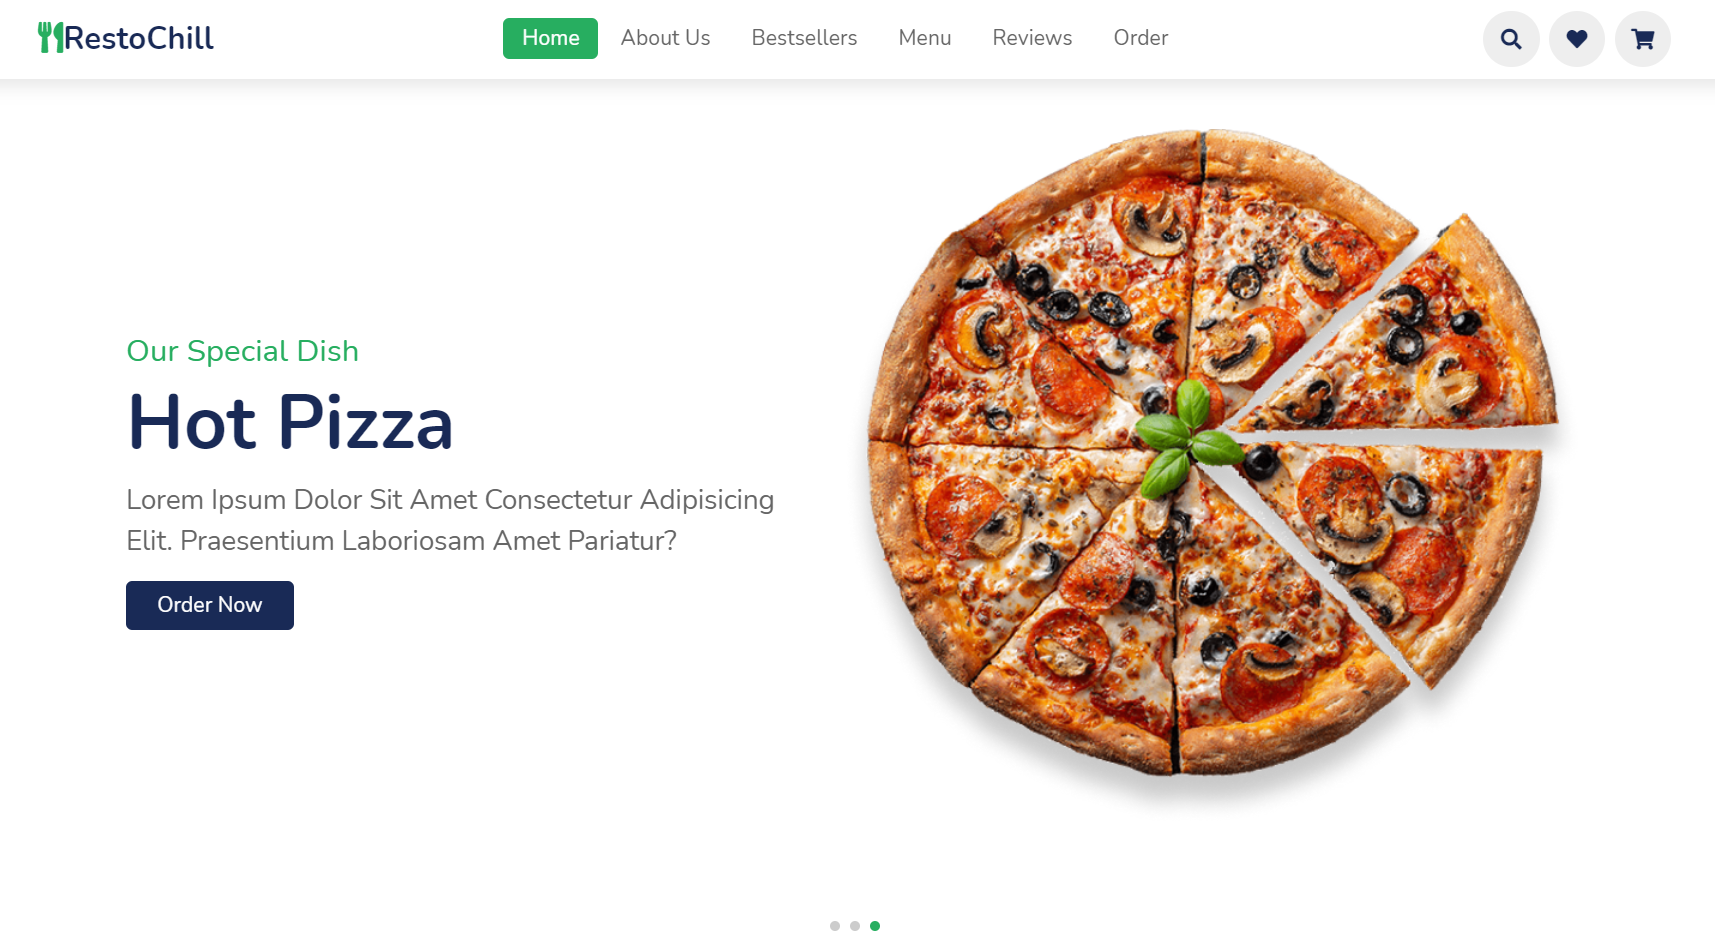 RestoChill
Home About Us Bestsellers Menu Reviews Order
Our Special Dish
Hot Pizza
Lorem Ipsum Dolor Sit Amet Consectetur Adipisicing
Elit. Praesentium Laboriosam Amet Pariatur?
Order Now